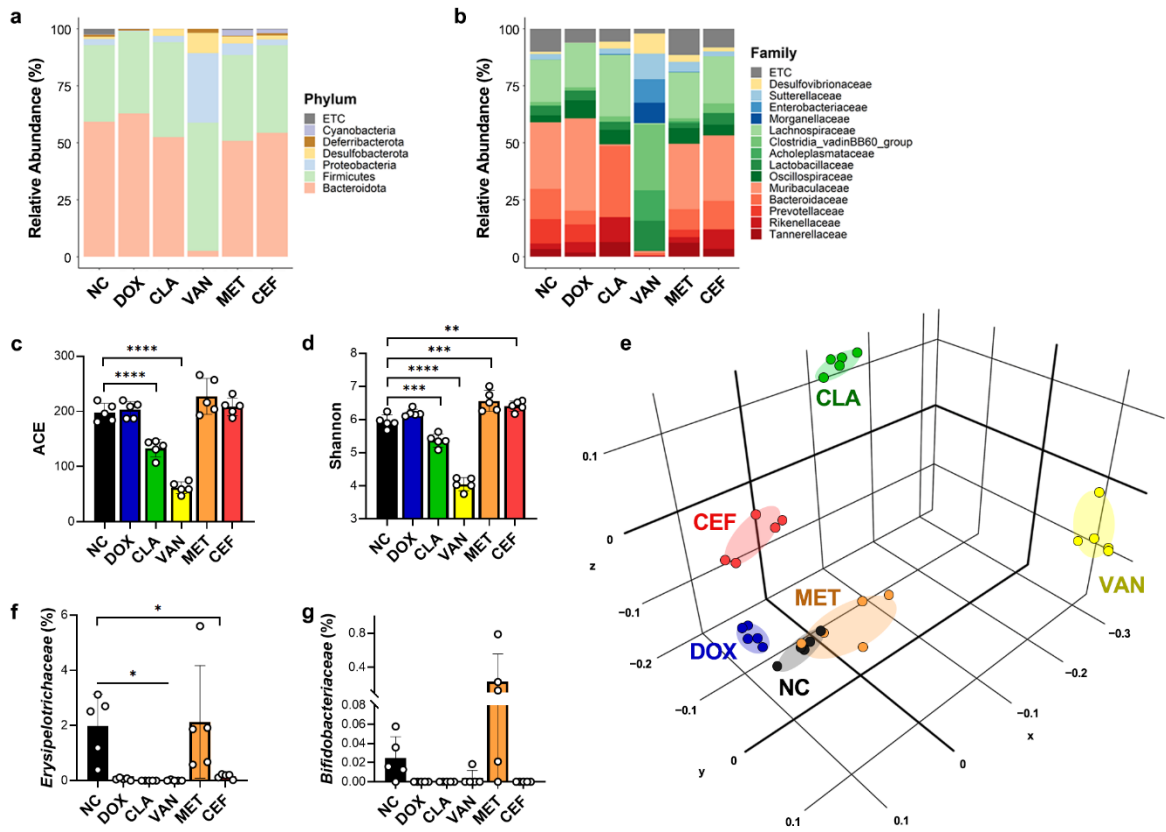 a
Relative Abundance (%)
100
75
50
25
0
NC DOX CLA VAN MET CEF
Phylum
ETC
Cyanobacteria
Deferribacterota
Desulfobacterota
Proteobacteria
Firmicutes
Bacteroidota
b
Relative Abundance (%)
100
75
50
25
0
NC DOX CLA VAN MET CEF
Family
ETC
Desulfovibrionaceae
Sutterellaceae
Enterobacteriaceae
Morganellaceae
Lachnospiraceae
Clostridia_vadinBB60_group
Acholeplasmataceae
Lactobacillaceae
Oscillospiraceae
Muribaculaceae
Bacteroidaceae
Prevotellaceae
Rikenellaceae
Tannerellaceae
c
****
****
ACE
300
200
100
0
NC DOX CLA VAN MET CEF
d
**
***
****
***
Shannon
8
7
6
5
4
3
NC DOX CLA VAN MET CEF
e
CLA
CEF
VAN
MET
DOX
NC
0.1
0
z
-0.1
-0.2
-0.1
y
0
0.1
-0.3
-0.2
-0.1
x
0
0.1
f
*
*
Erysipelotrichaceae (%)
6
4
2
0
NC DOX CLA VAN MET CEF
g
Bifidobacteriaceae (%)
0.8
0.4
0.08
0.06
0.04
0.02
0.00
NC DOX CLA VAN MET CEF